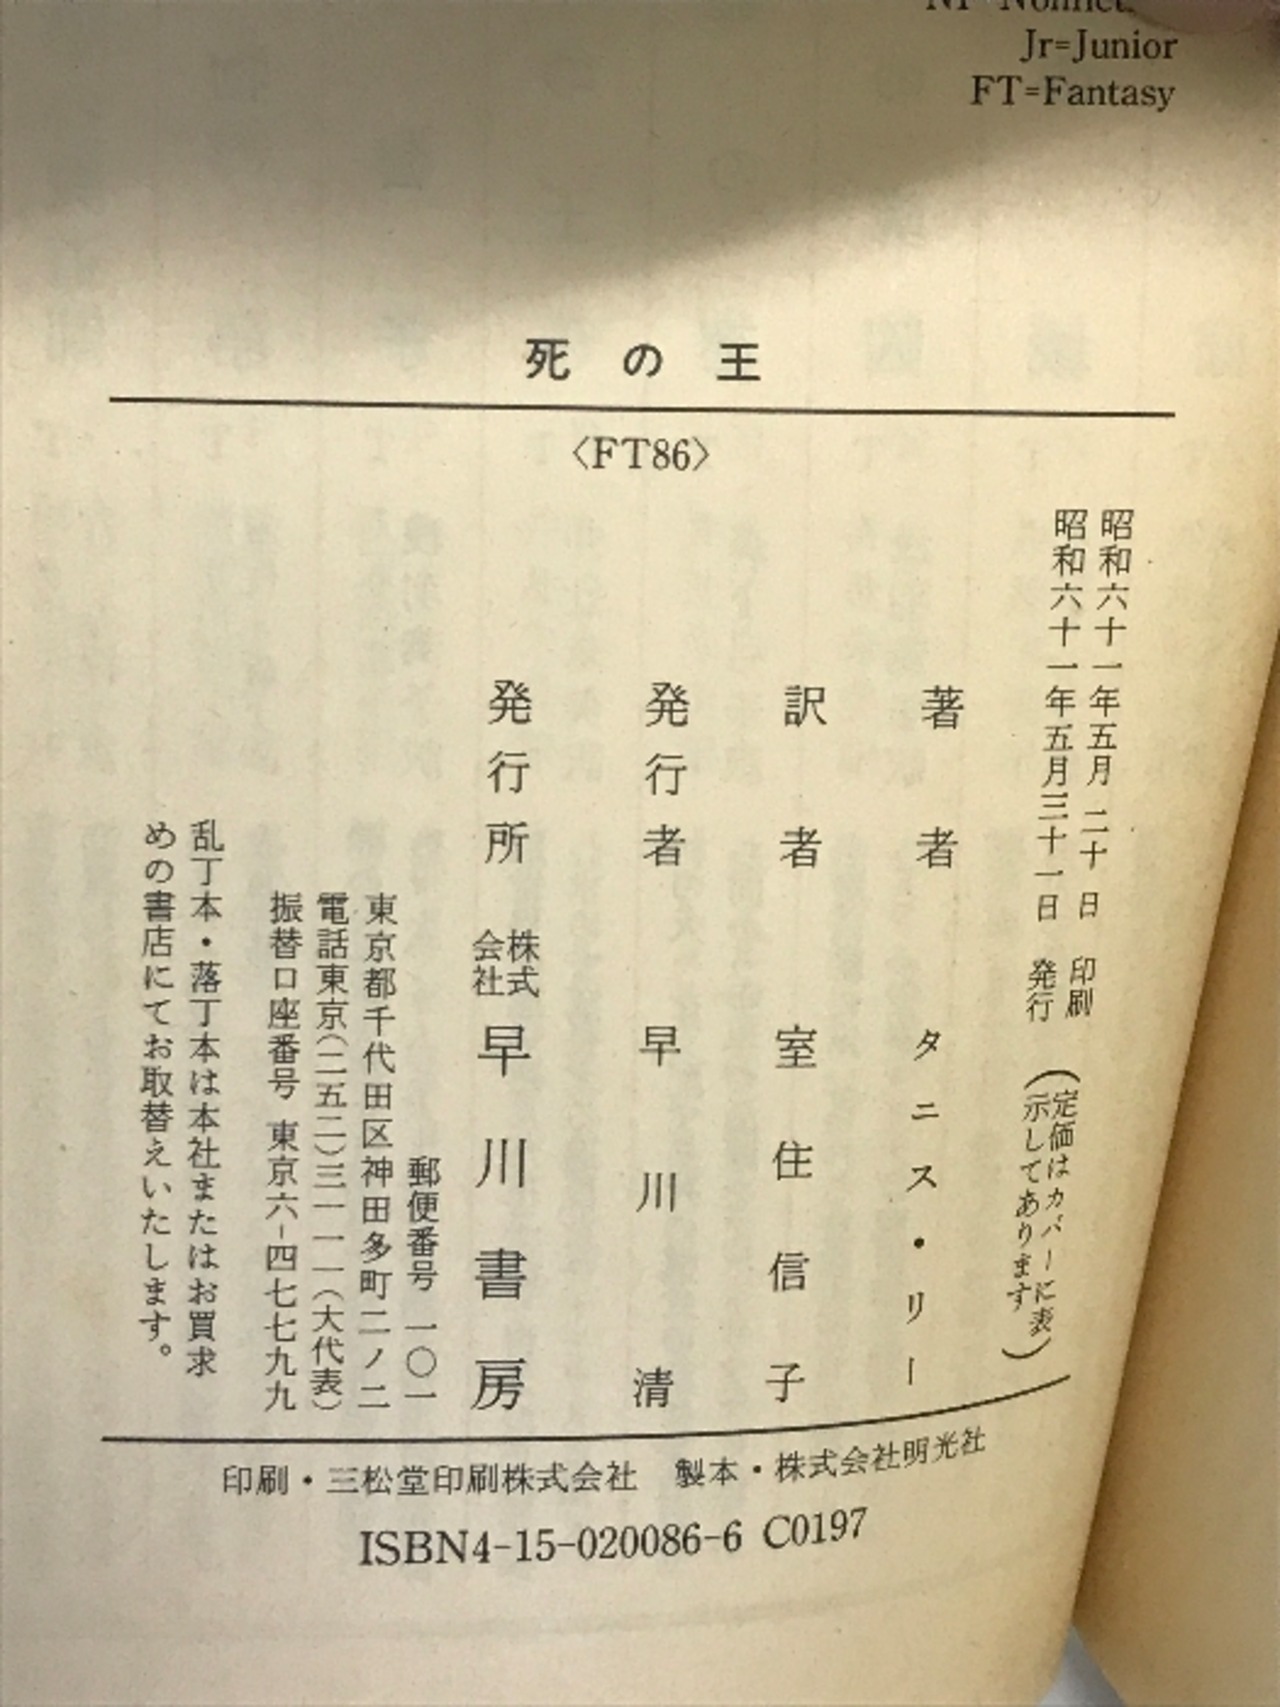 Jr=Junior
FT=Fantasy
死の王
〈FT86〉
昭和六十一年五月二十日 印刷
昭和六十一年五月三十一日 発行
(定価はカバーに表
示してあります)
著者 タニス・リー
訳者 室住信子
発行者 早川清
発行所 株式会社 早川書房
郵便番号 一〇一
東京都千代田区神田多町二ノ二
電話東京(二五二)三一一一(大代表)
振替口座番号 東京六-四七七九九
乱丁本・落丁本は本社またはお買求
めの書店にてお取替えいたします。
印刷・三松堂印刷株式会社 製本・株式会社明光社
ISBN4-15-020086-6 C0197